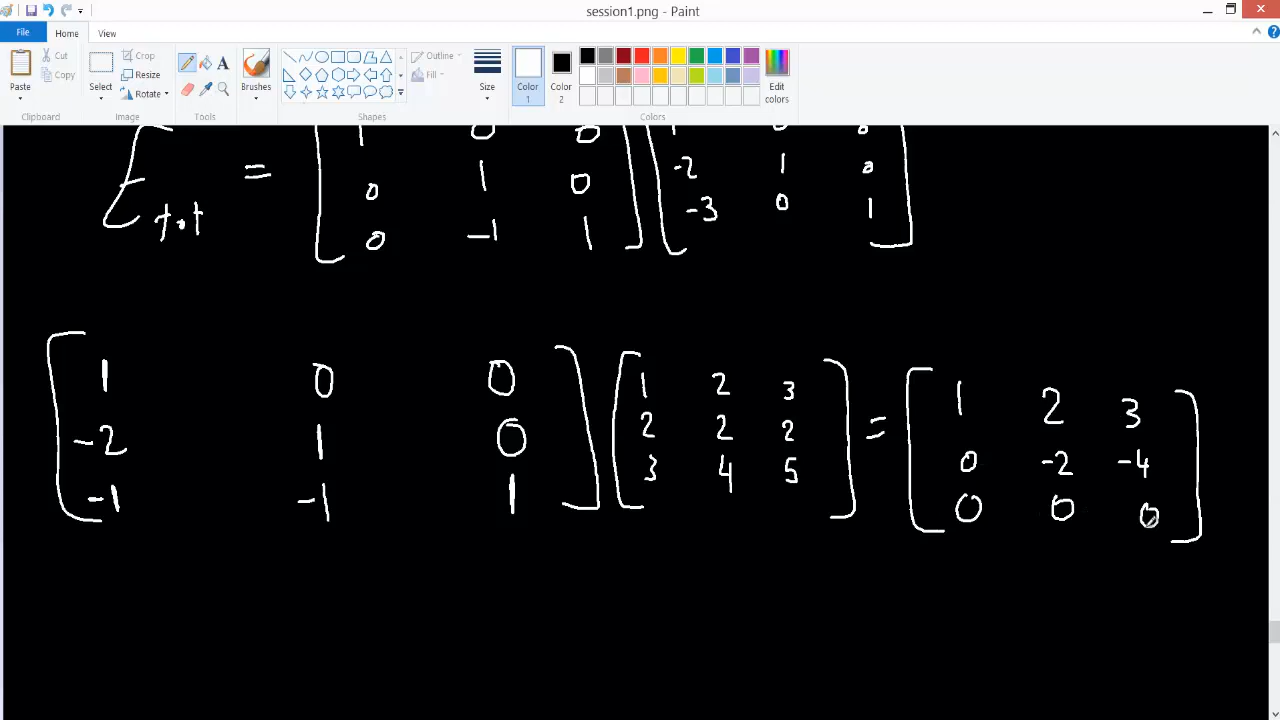 session1.png - Paint
File Home View
Paste Cut Copy Clipboard
Select Crop Resize Rotate Image
Tools
Brushes
Outline Fill Shapes
Size
Color 1 Color 2 Edit colors Colors
E tot = [ 1 0 0 ] [ 1 0 0 ]
0 1 0 -2 1 0
0 -1 1 -3 0 1
[ 1 0 0 ] [ 1 2 3 ] = [ 1 2 3 ]
-2 1 0 2 2 2 0 -2 -4
-1 -1 1 3 4 5 0 0 0